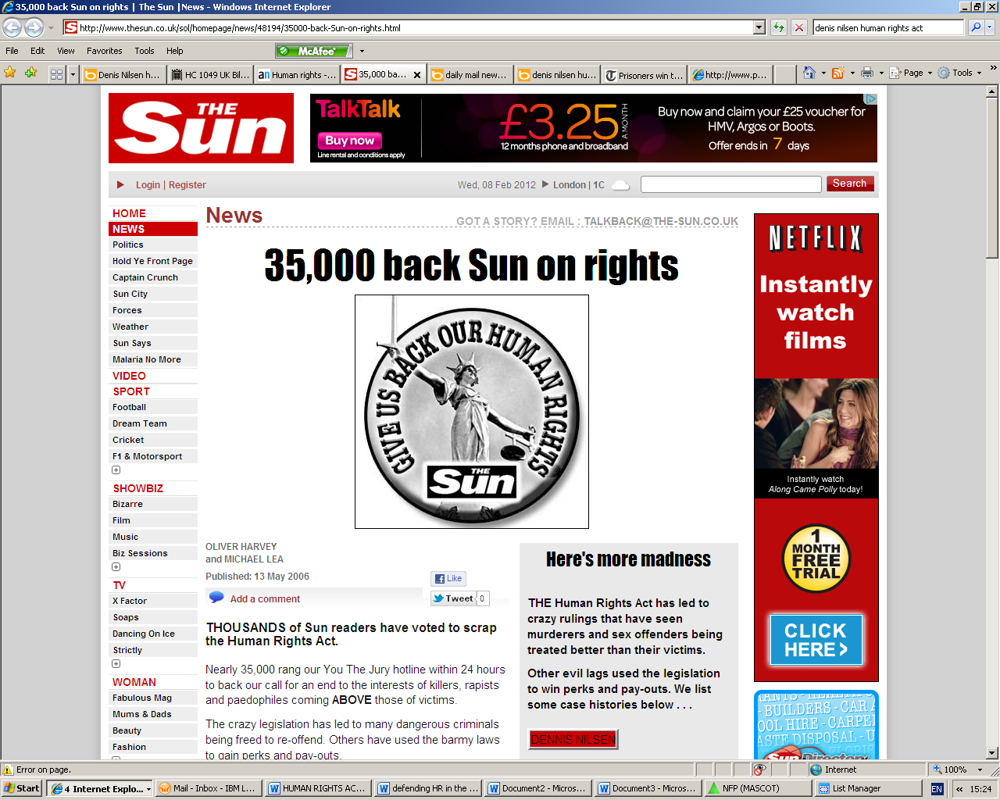 35,000 back Sun on rights | The Sun |News - Windows Internet Explorer
http://www.thesun.co.uk/sol/homepage/news/48194/35000-back-Sun-on-rights.html
denis nilsen human rights act
File Edit View Favorites Tools Help
McAfee
Denis Nilsen h...
HC 1049 UK Bil...
Human rights -...
35,000 ba...
daily mail new...
denis nilsen hu...
Prisoners win t...
http://www.p...
Page
Tools
THE Sun
TalkTalk
Buy now
Line rental and conditions apply
£3.25 A MONTH
12 months phone and broadband
Buy now and claim your £25 voucher for
HMV, Argos or Boots.
Offer ends in 7 days
Login | Register
Wed, 08 Feb 2012
London | 1C
Search
HOME
NEWS
Politics
Hold Ye Front Page
Captain Crunch
Sun City
Forces
Weather
Sun Says
Malaria No More
VIDEO
SPORT
Football
Dream Team
Cricket
F1 & Motorsport
SHOWBIZ
Bizarre
Film
Music
Biz Sessions
TV
X Factor
Soaps
Dancing On Ice
Strictly
WOMAN
Fabulous Mag
Mums & Dads
Beauty
Fashion
News
GOT A STORY? EMAIL : TALKBACK@THE-SUN.CO.UK
35,000 back Sun on rights
GIVE US BACK OUR HUMAN RIGHTS
THE Sun
OLIVER HARVEY
and MICHAEL LEA
Published: 13 May 2006
Like
Add a comment
Tweet 0
THOUSANDS of Sun readers have voted to scrap
the Human Rights Act.
Nearly 35,000 rang our You The Jury hotline within 24 hours
to back our call for an end to the interests of killers, rapists
and paedophiles coming ABOVE those of victims.
The crazy legislation has led to many dangerous criminals
being freed to re-offend. Others have used the barmy laws
to gain perks and pay-outs.
Here's more madness
THE Human Rights Act has led to
crazy rulings that have seen
murderers and sex offenders being
treated better than their victims.
Other evil lags used the legislation
to win perks and pay-outs. We list
some case histories below . . .
DENNIS NILSEN
NETFLIX
Instantly
watch
films
Instantly watch
Along Came Polly today!
1
MONTH
FREE
TRIAL
CLICK
HERE >
BUILDERS - CAR
OOL HIRE - CARPE
ASTE DISPOSAL - U
FLORIS
Sun Directory
Error on page.
Internet
100%
Start
4 Internet Explo...
Mail - Inbox - IBM L...
HUMAN RIGHTS AC...
defending HR in the ...
Document2 - Micros...
Document3 - Micros...
NFP (MASCOT)
List Manager
EN
15:24